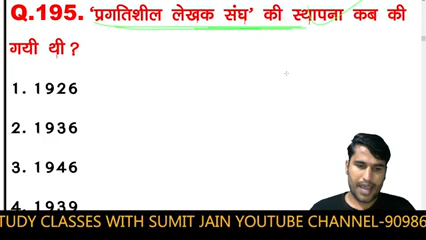 Q.195. 'प्रगतिशील लेखक संघ' की स्थापना कब की
गयी थी ?
1. 1926
2. 1936
3. 1946
4. 1939
STUDY CLASSES WITH SUMIT JAIN YOUTUBE CHANNEL-90986